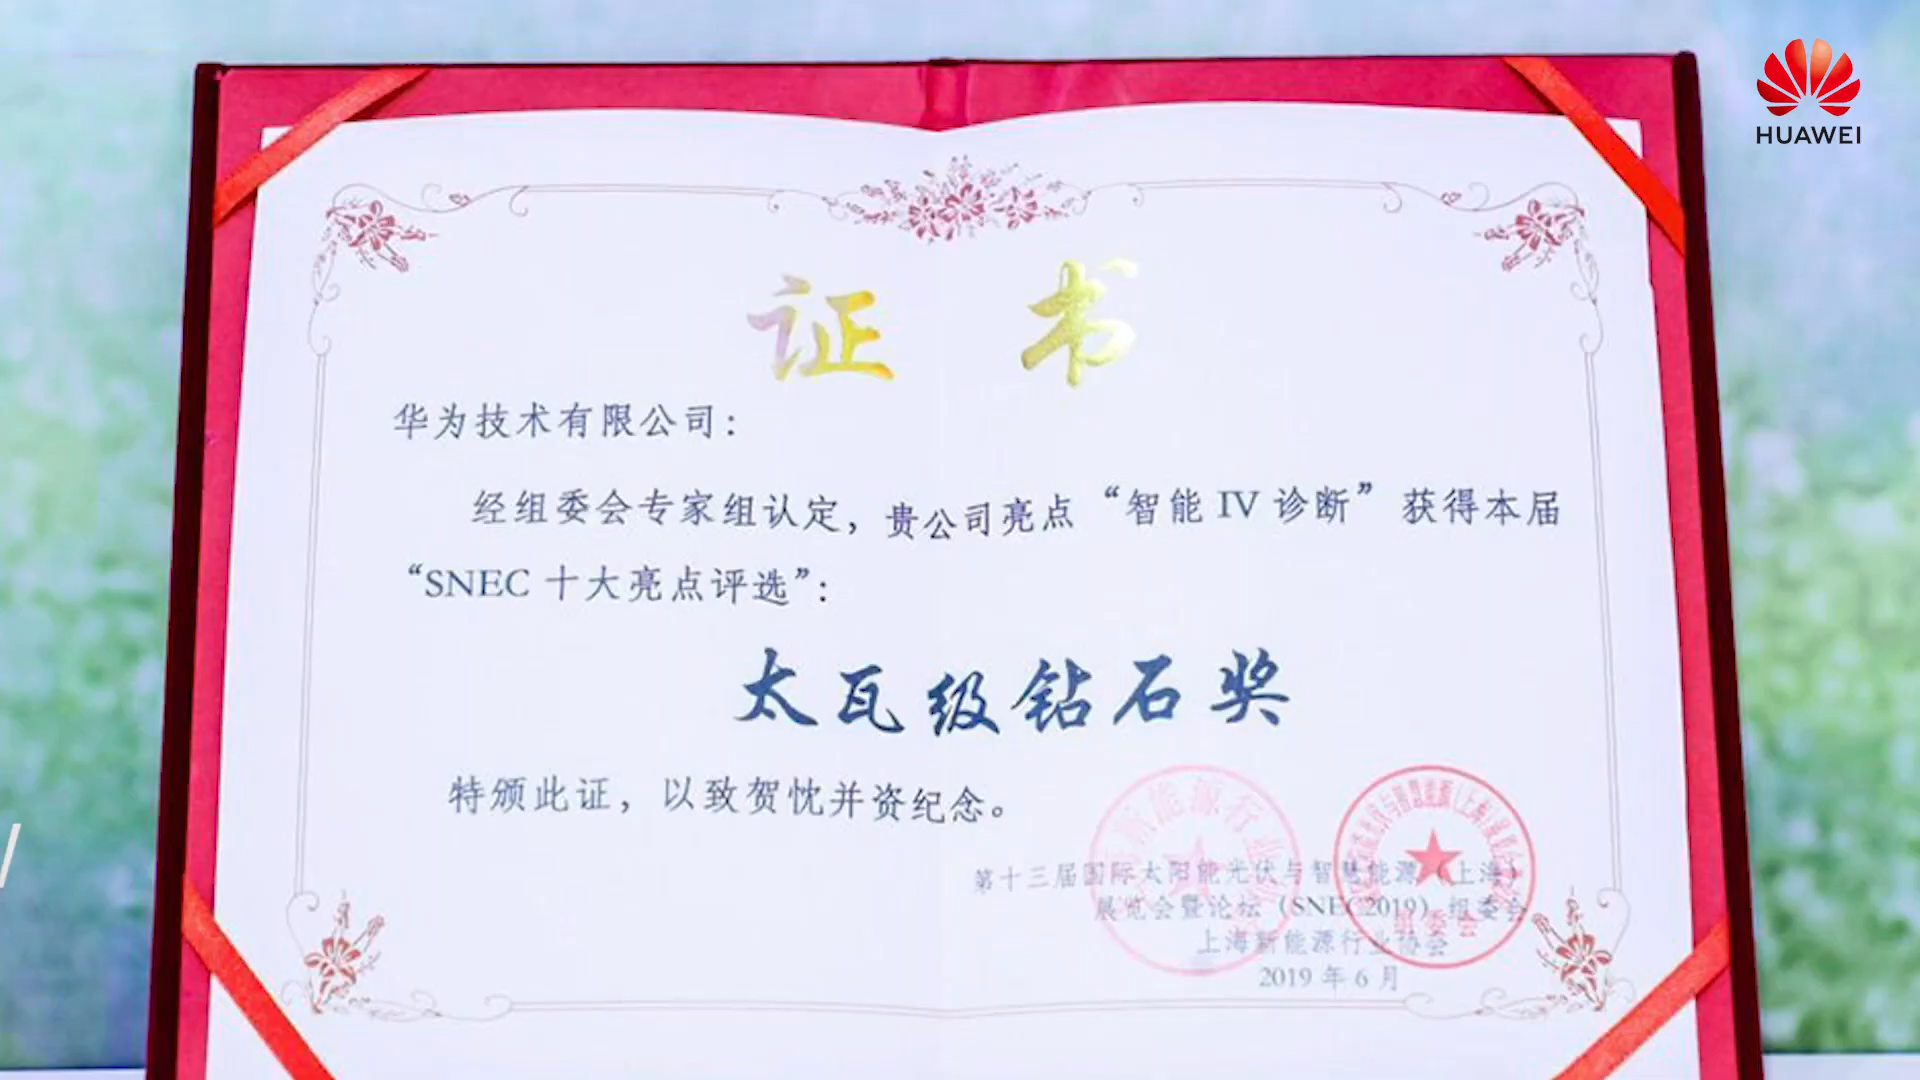 HUAWEI
证 书
华为技术有限公司：
经组委会专家组认定，贵公司亮点“智能 IV 诊断”获得本届
“SNEC 十大亮点评选”：
太瓦级钻石奖
特颁此证，以致贺忱并资纪念。
第十三届国际太阳能光伏与智慧能源（上海）
展览会暨论坛（SNEC2019）组委会
上海新能源行业协会
2019 年 6 月
组委会